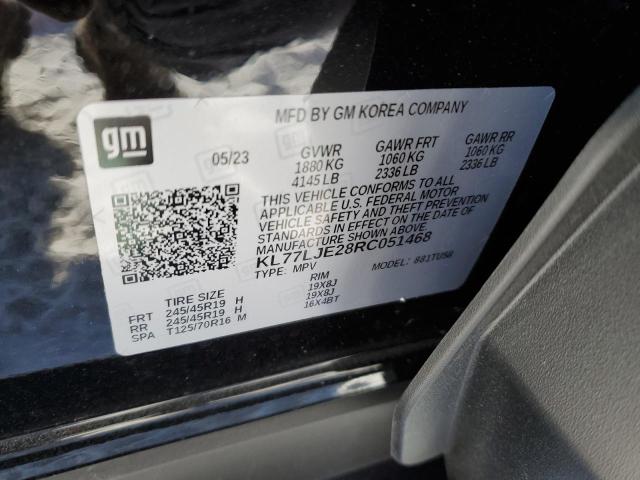 MFD BY GM KOREA COMPANY
gm
05/23 GVWR GAWR FRT GAWR RR
1880 KG 1060 KG 1060 KG
4145 LB 2336 LB 2336 LB
THIS VEHICLE CONFORMS TO ALL
APPLICABLE U.S. FEDERAL MOTOR
VEHICLE SAFETY AND THEFT PREVENTION
STANDARDS IN EFFECT ON THE DATE OF
MANUFACTURE SHOWN ABOVE.
KL77LJE28RC051468
TYPE: MPV MODEL: 881TU58
TIRE SIZE RIM
FRT 245/45R19 H 19X8J
RR 245/45R19 H 19X8J
SPA T125/70R16 M 16X4BT